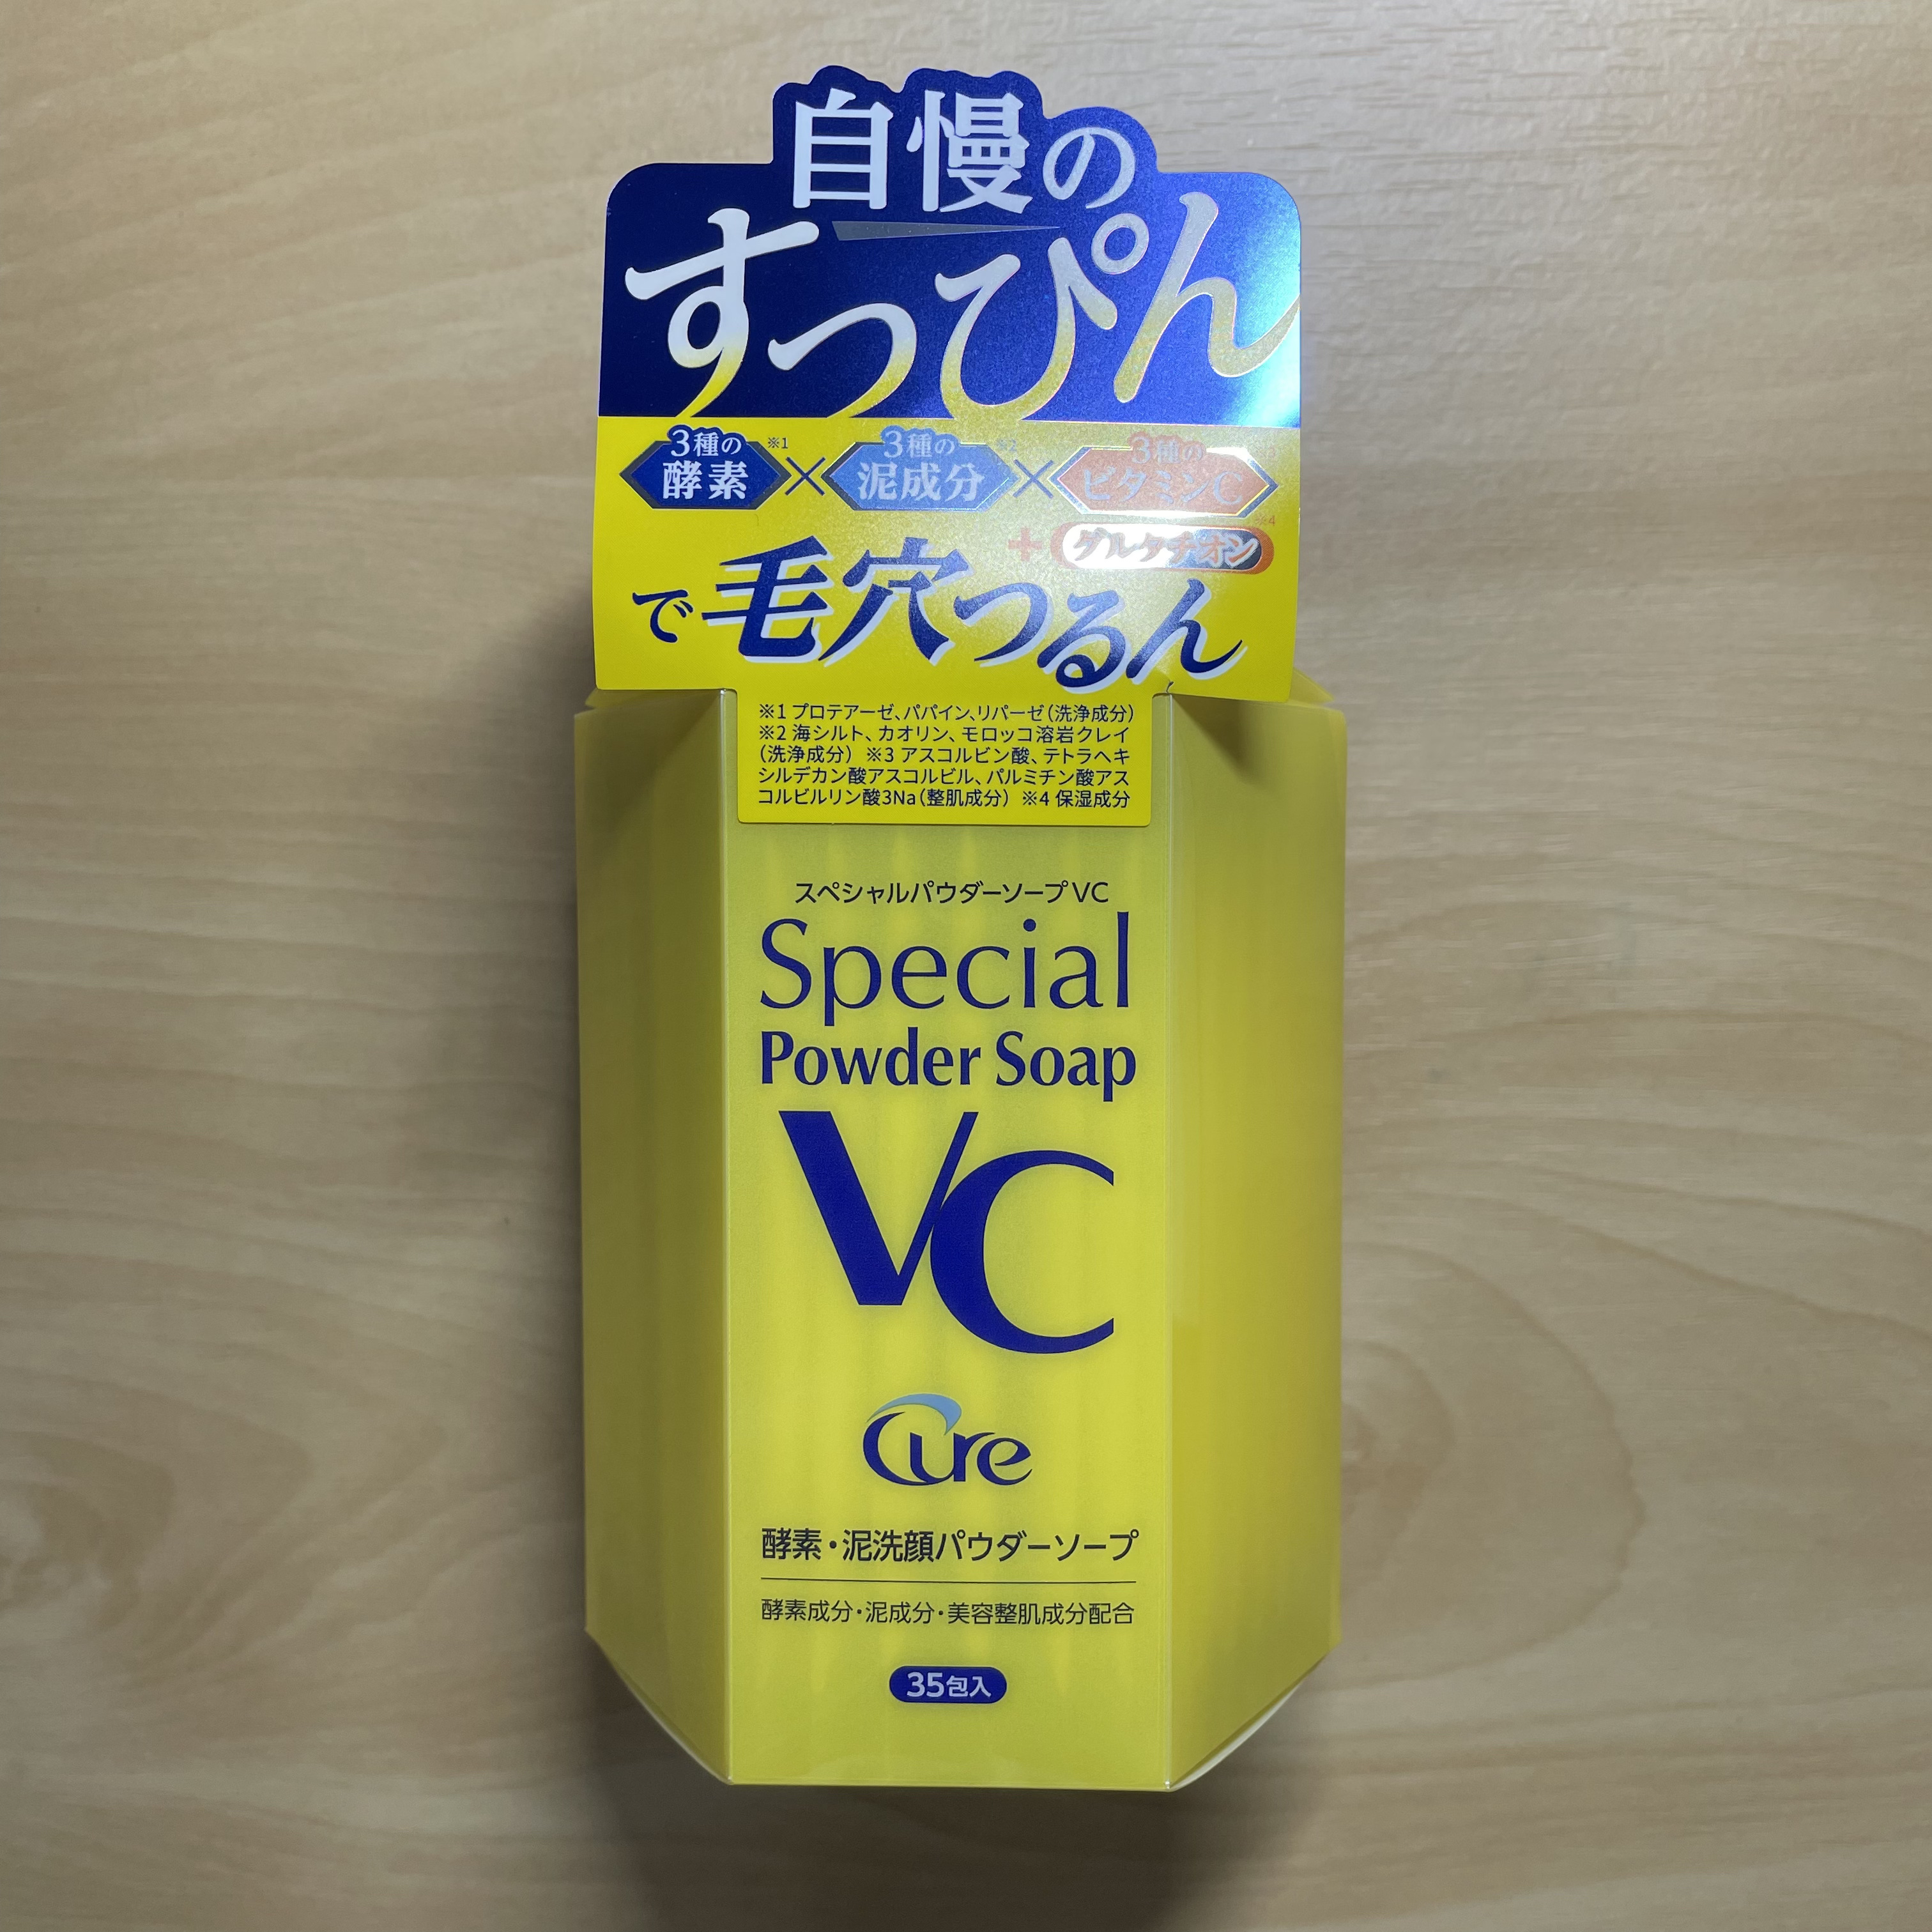 自慢の
すっぴん
3種の 酵素 ※1 × 3種の 泥成分 ※2 × 3種の ビタミンC
+ グルタチオン ※4
で毛穴つるん
※1 プロテアーゼ、パパイン、リパーゼ（洗浄成分）
※2 海シルト、カオリン、モロッコ溶岩クレイ
（洗浄成分） ※3 アスコルビン酸、テトラヘキ
シルデカン酸アスコルビル、パルミチン酸アス
コルビルリン酸3Na（整肌成分） ※4 保湿成分
スペシャルパウダーソープVC
Special
Powder Soap
VC
Cure
酵素・泥洗顔パウダーソープ
酵素成分・泥成分・美容整肌成分配合
35包入